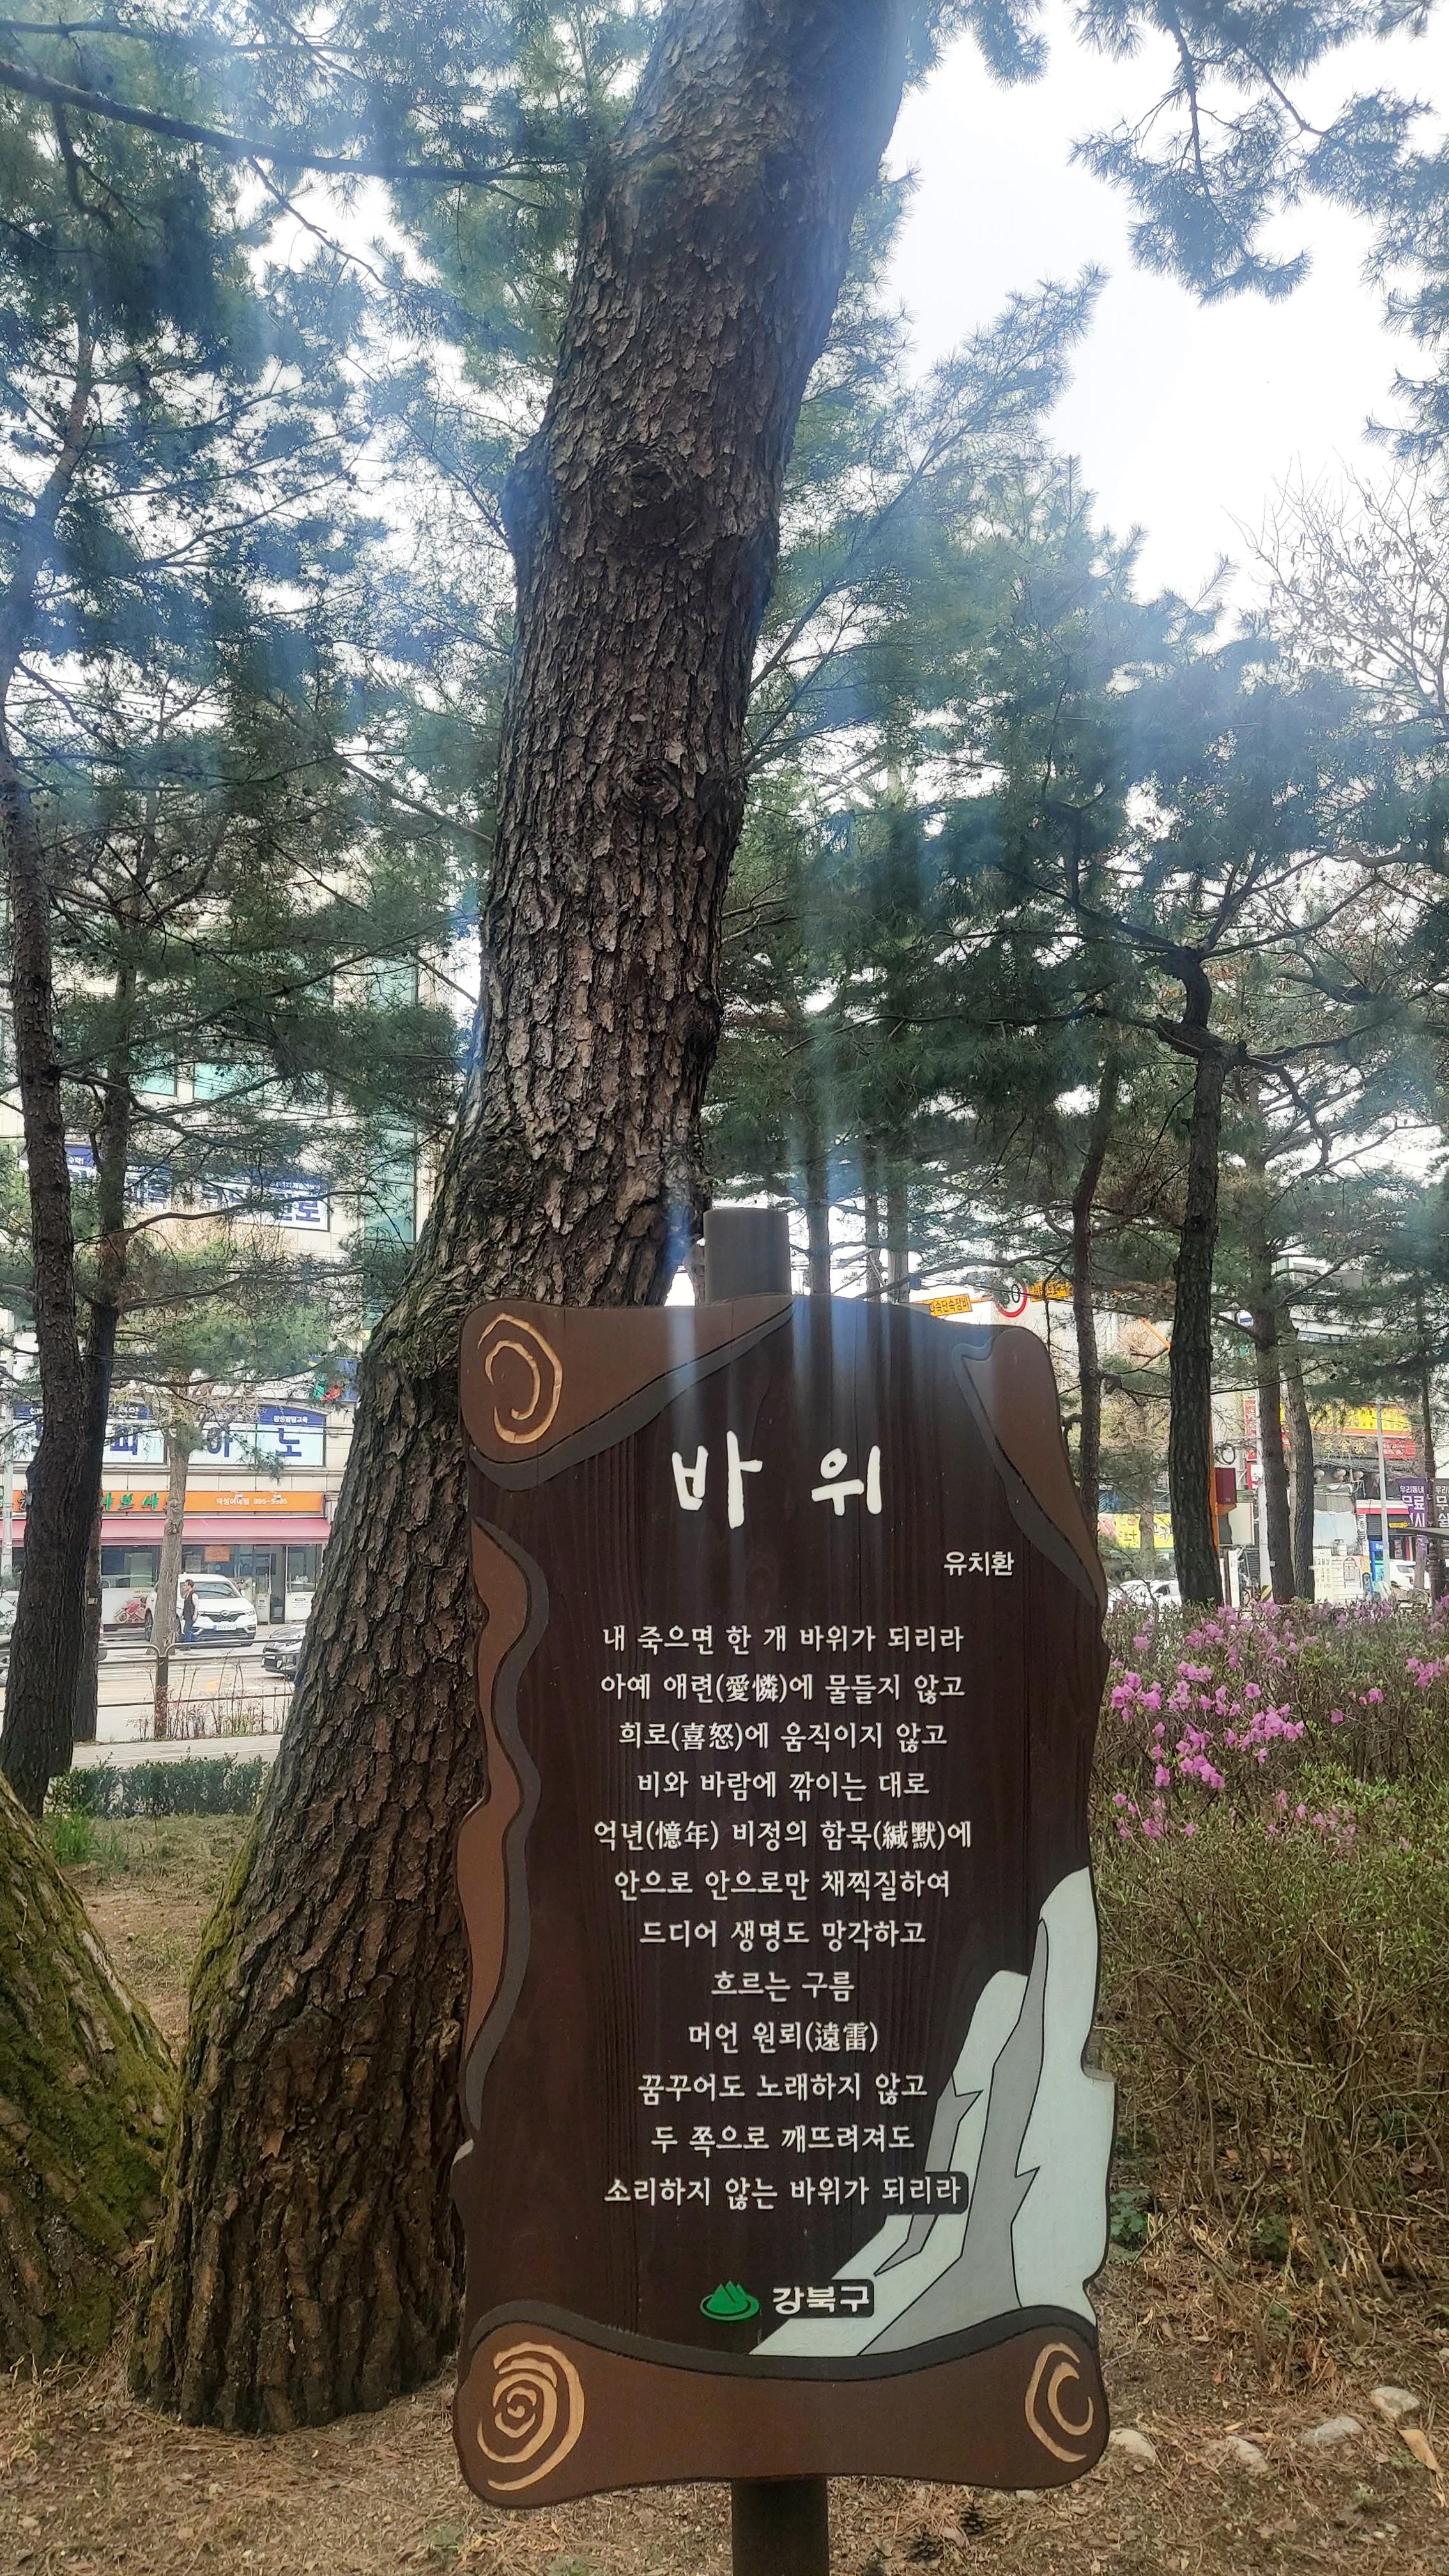 바위
유치환
내 죽으면 한 개 바위가 되리라
아예 애련(愛憐)에 물들지 않고
희로(喜怒)에 움직이지 않고
비와 바람에 깎이는 대로
억년(憶年) 비정의 함묵(緘默)에
안으로 안으로만 채찍질하여
드디어 생명도 망각하고
흐르는 구름
머언 원뢰(遠雷)
꿈꾸어도 노래하지 않고
두 쪽으로 깨뜨려져도
소리하지 않는 바위가 되리라
강북구
피아노